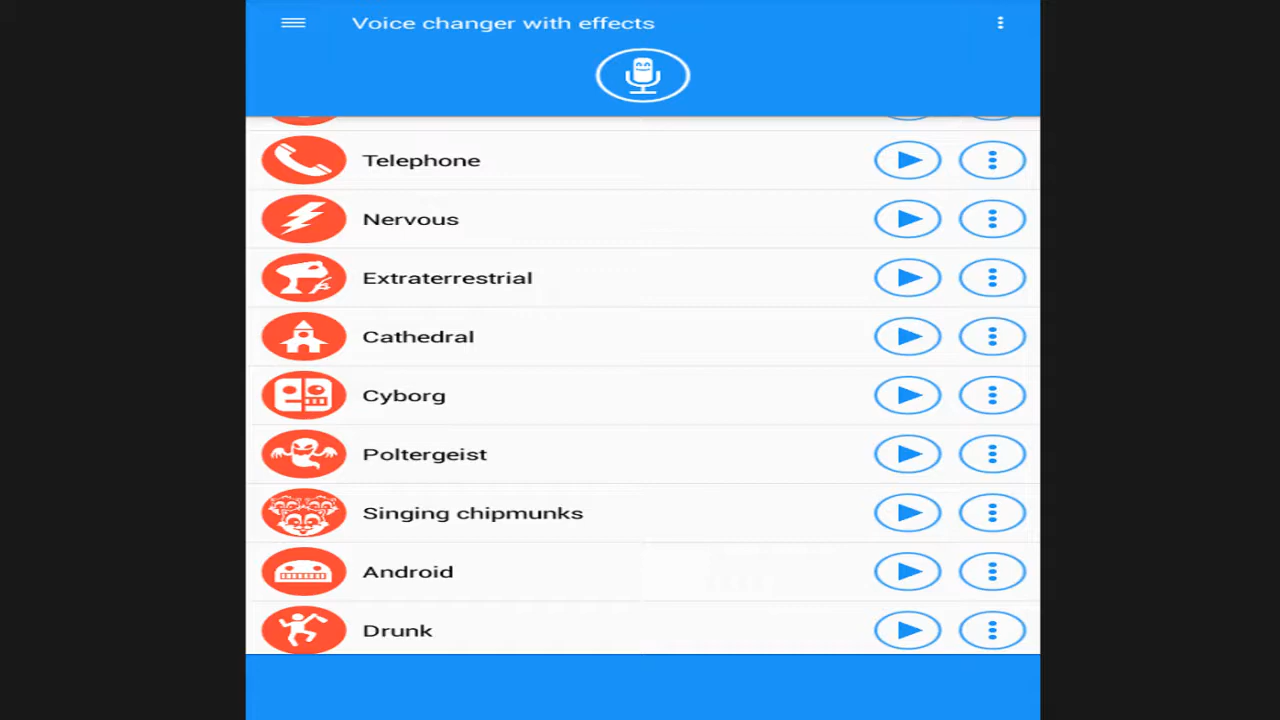 Voice changer with effects
Telephone
Nervous
Extraterrestrial
Cathedral
Cyborg
Poltergeist
Singing chipmunks
Android
Drunk